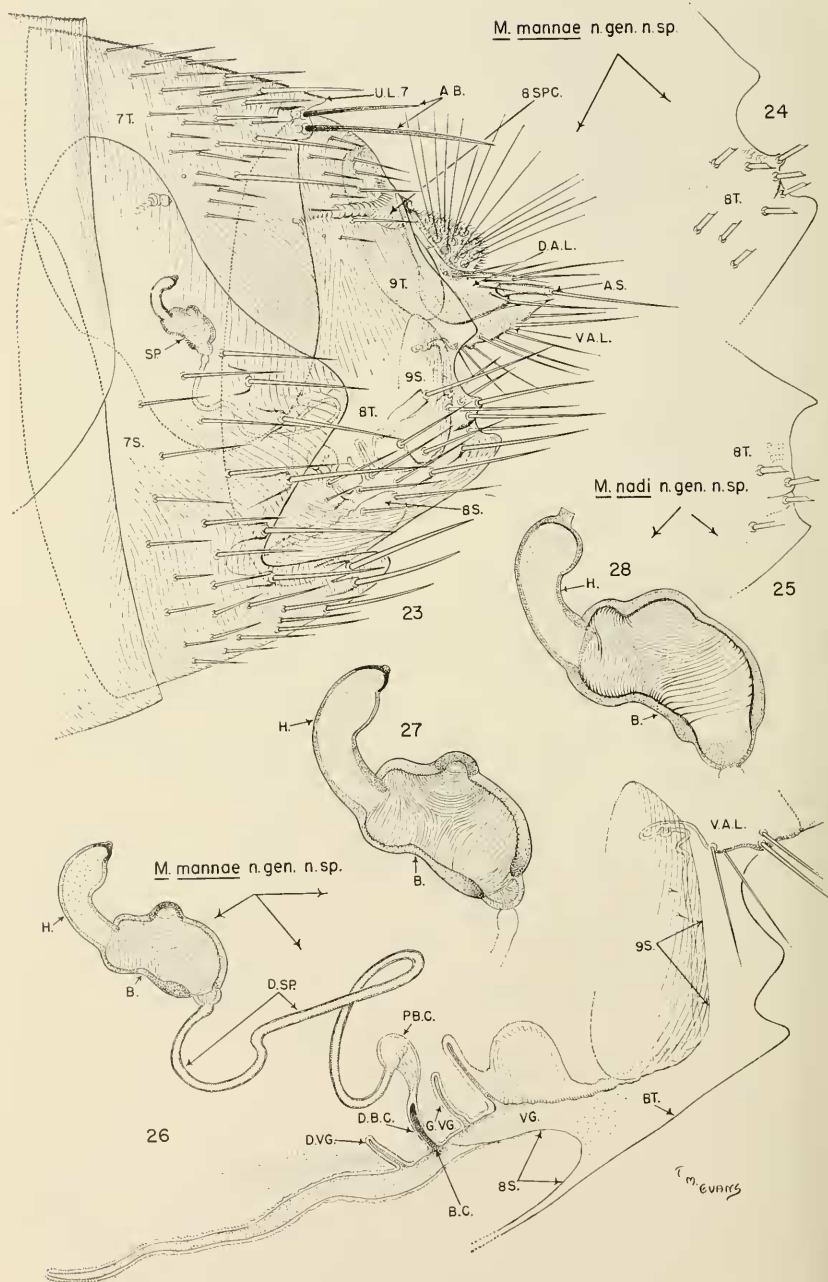 M. mannae n.gen. n.sp.
U.L. 7
A.B.
8 SPC.
24
7T.
8T.
D.A.L.
9T.
A.S.
V.A.L.
SP.
9S.
8T.
8T.
7S.
M. nadi n.gen. n.sp.
8S.
28
25
H.
23
27
H.
B.
V.A.L.
M. mannae n.gen. n.sp.
B.
H.
9S.
B.
D.SP.
P.B.C.
D.B.C.
G.VG.
VG.
8T.
26
D.VG.
8S.
B.C.
T M. EVANS